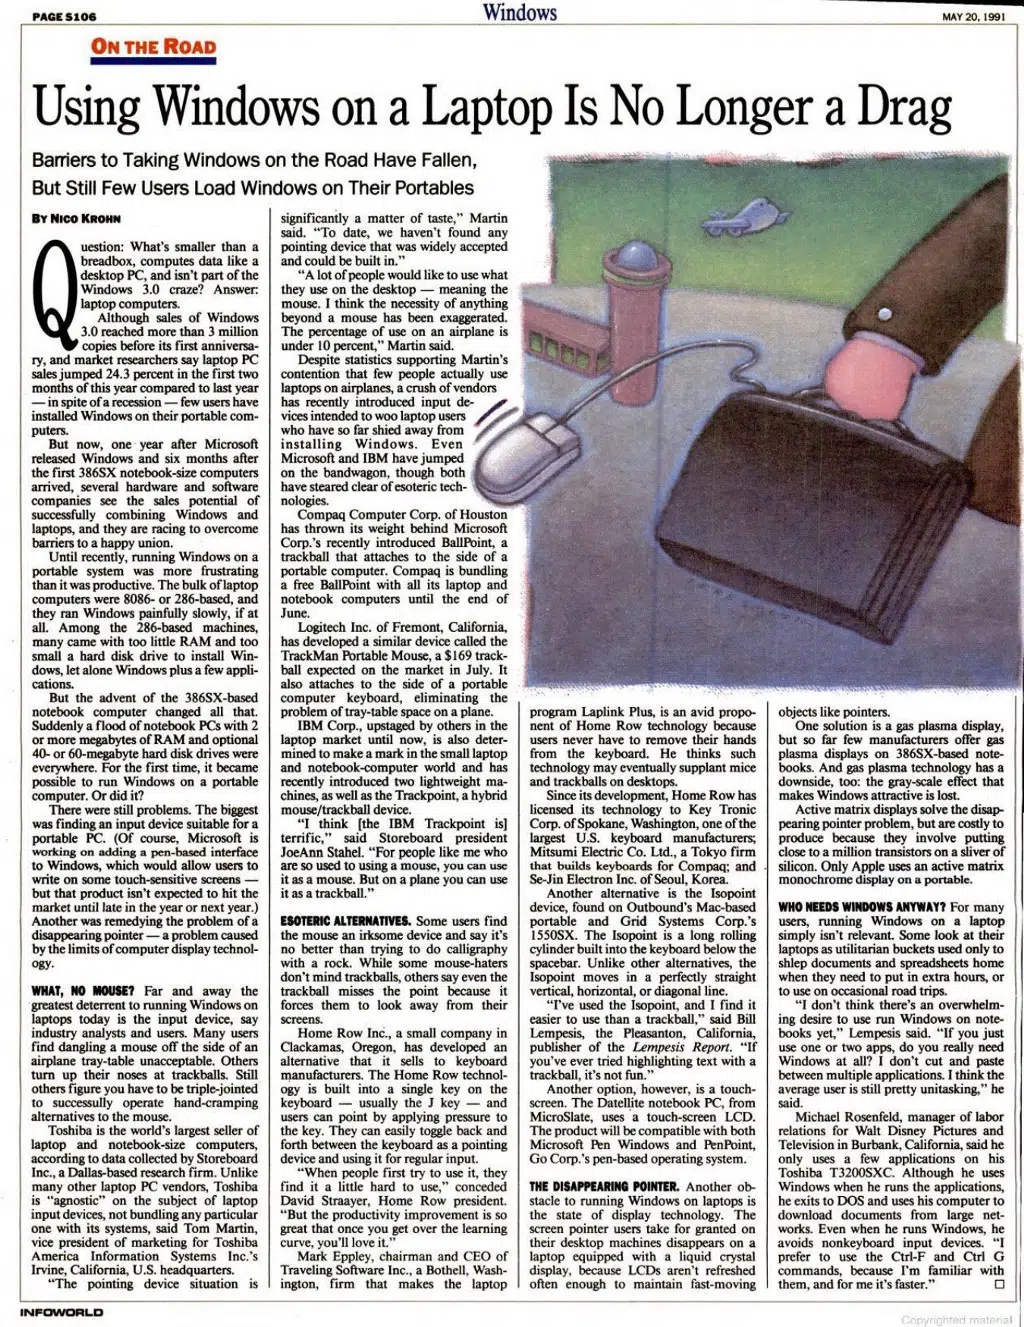 PAGE S106
Windows
MAY 20, 1991
ON THE ROAD
Using Windows on a Laptop Is No Longer a Drag
Barriers to Taking Windows on the Road Have Fallen,
But Still Few Users Load Windows on Their Portables
BY NICO KROHN
Question: What's smaller than a
breadbox, computes data like a
desktop PC, and isn't part of the
Windows 3.0 craze? Answer:
laptop computers.
Although sales of Windows
3.0 reached more than 3 million
copies before its first anniversa-
ry, and market researchers say laptop PC
sales jumped 24.3 percent in the first two
months of this year compared to last year
— in spite of a recession — few users have
installed Windows on their portable com-
puters.
But now, one year after Microsoft
released Windows and six months after
the first 386SX notebook-size computers
arrived, several hardware and software
companies see the sales potential of
successfully combining Windows and
laptops, and they are racing to overcome
barriers to a happy union.
Until recently, running Windows on a
portable system was more frustrating
than it was productive. The bulk of laptop
computers were 8086- or 286-based, and
they ran Windows painfully slowly, if at
all. Among the 286-based machines,
many came with too little RAM and too
small a hard disk drive to install Win-
dows, let alone Windows plus a few appli-
cations.
But the advent of the 386SX-based
notebook computer changed all that.
Suddenly a flood of notebook PCs with 2
or more megabytes of RAM and optional
40- or 60-megabyte hard disk drives were
everywhere. For the first time, it became
possible to run Windows on a portable
computer. Or did it?
There were still problems. The biggest
was finding an input device suitable for a
portable PC. (Of course, Microsoft is
working on adding a pen-based interface
to Windows, which would allow users to
write on some touch-sensitive screens —
but that product isn't expected to hit the
market until late in the year or next year.)
Another was remedying the problem of a
disappearing pointer — a problem caused
by the limits of computer display technol-
ogy.
WHAT, NO MOUSE? Far and away the
greatest deterrent to running Windows on
laptops today is the input device, say
industry analysts and users. Many users
find dangling a mouse off the side of an
airplane tray-table unacceptable. Others
turn up their noses at trackballs. Still
others figure you have to be triple-jointed
to successfully operate hand-cramping
alternatives to the mouse.
Toshiba is the world's largest seller of
laptop and notebook-size computers,
according to data collected by Storeboard
Inc., a Dallas-based research firm. Unlike
many other laptop PC vendors, Toshiba
is "agnostic" on the subject of laptop
input devices, not bundling any particular
one with its systems, said Tom Martin,
vice president of marketing for Toshiba
America Information Systems Inc.'s
Irvine, California, U.S. headquarters.
"The pointing device situation is
significantly a matter of taste," Martin
said. "To date, we haven't found any
pointing device that was widely accepted
and could be built in."
"A lot of people would like to use what
they use on the desktop — meaning the
mouse. I think the necessity of anything
beyond a mouse has been exaggerated.
The percentage of use on an airplane is
under 10 percent," Martin said.
Despite statistics supporting Martin's
contention that few people actually use
laptops on airplanes, a crush of vendors
has recently introduced input de-
vices intended to woo laptop users
who have so far shied away from
installing Windows. Even
Microsoft and IBM have jumped
on the bandwagon, though both
have steared clear of esoteric tech-
nologies.
Compaq Computer Corp. of Houston
has thrown its weight behind Microsoft
Corp.'s recently introduced BallPoint, a
trackball that attaches to the side of a
portable computer. Compaq is bundling
a free BallPoint with all its laptop and
notebook computers until the end of
June.
Logitech Inc. of Fremont, California,
has developed a similar device called the
TrackMan Portable Mouse, a $169 track-
ball expected on the market in July. It
also attaches to the side of a portable
computer keyboard, eliminating the
problem of tray-table space on a plane.
IBM Corp., upstaged by others in the
laptop market until now, is also deter-
mined to make a mark in the small laptop
and notebook-computer world and has
recently introduced two lightweight ma-
chines, as well as the Trackpoint, a hybrid
mouse/trackball device.
"I think [the IBM Trackpoint is]
terrific," said Storeboard president
JoeAnn Stahel. "For people like me who
are so used to using a mouse, you can use
it as a mouse. But on a plane you can use
it as a trackball."
ESOTERIC ALTERNATIVES. Some users find
the mouse an irksome device and say it's
no better than trying to do calligraphy
with a rock. While some mouse-haters
don't mind trackballs, others say even the
trackball misses the point because it
forces them to look away from their
screens.
Home Row Inc., a small company in
Clackamas, Oregon, has developed an
alternative that it sells to keyboard
manufacturers. The Home Row technol-
ogy is built into a single key on the
keyboard — usually the J key — and
users can point by applying pressure to
the key. They can easily toggle back and
forth between the keyboard as a pointing
device and using it for regular input.
"When people first try to use it, they
find it a little hard to use," conceded
David Straayer, Home Row president.
"But the productivity improvement is so
great that once you get over the learning
curve, you'll love it."
Mark Eppley, chairman and CEO of
Traveling Software Inc., a Bothell, Wash-
ington, firm that makes the laptop
program Laplink Plus, is an avid propo-
nent of Home Row technology because
users never have to remove their hands
from the keyboard. He thinks such
technology may eventually supplant mice
and trackballs on desktops.
Since its development, Home Row has
licensed its technology to Key Tronic
Corp. of Spokane, Washington, one of the
largest U.S. keyboard manufacturers;
Mitsumi Electric Co. Ltd., a Tokyo firm
that builds keyboards for Compaq; and
Se-Jin Electron Inc. of Seoul, Korea.
Another alternative is the Isopoint
device, found on Outbound's Mac-based
portable and Grid Systems Corp.'s
1550SX. The Isopoint is a long rolling
cylinder built into the keyboard below the
spacebar. Unlike other alternatives, the
Isopoint moves in a perfectly straight
vertical, horizontal, or diagonal line.
"I've used the Isopoint, and I find it
easier to use than a trackball," said Bill
Lempesis, the Pleasanton, California,
publisher of the Lempesis Report. "If
you've ever tried highlighting text with a
trackball, it's not fun."
Another option, however, is a touch-
screen. The Datellite notebook PC, from
MicroSlate, uses a touch-screen LCD.
The product will be compatible with both
Microsoft Pen Windows and PenPoint,
Go Corp.'s pen-based operating system.
THE DISAPPEARING POINTER. Another ob-
stacle to running Windows on laptops is
the state of display technology. The
screen pointer users take for granted on
their desktop machines disappears on a
laptop equipped with a liquid crystal
display, because LCDs aren't refreshed
often enough to maintain fast-moving
objects like pointers.
One solution is a gas plasma display,
but so far few manufacturers offer gas
plasma displays on 386SX-based note-
books. And gas plasma technology has a
downside, too: the gray-scale effect that
makes Windows attractive is lost.
Active matrix displays solve the disap-
pearing pointer problem, but are costly to
produce because they involve putting
close to a million transistors on a sliver of
silicon. Only Apple uses an active matrix
monochrome display on a portable.
WHO NEEDS WINDOWS ANYWAY? For many
users, running Windows on a laptop
simply isn't relevant. Some look at their
laptops as utilitarian buckets used only to
shlep documents and spreadsheets home
when they need to put in extra hours, or
to use on occasional road trips.
"I don't think there's an overwhelm-
ing desire to use run Windows on note-
books yet," Lempesis said. "If you just
use one or two apps, do you really need
Windows at all? I don't cut and paste
between multiple applications. I think the
average user is still pretty unitasking," he
said.
Michael Rosenfeld, manager of labor
relations for Walt Disney Pictures and
Television in Burbank, California, said he
only uses a few applications on his
Toshiba T3200SXC. Although he uses
Windows when he runs the applications,
he exits to DOS and uses his computer to
download documents from large net-
works. Even when he runs Windows, he
avoids nonkeyboard input devices. "I
prefer to use the Ctrl-F and Ctrl G
commands, because I'm familiar with
them, and for me it's faster." □
INFOWORLD
Copyrighted material